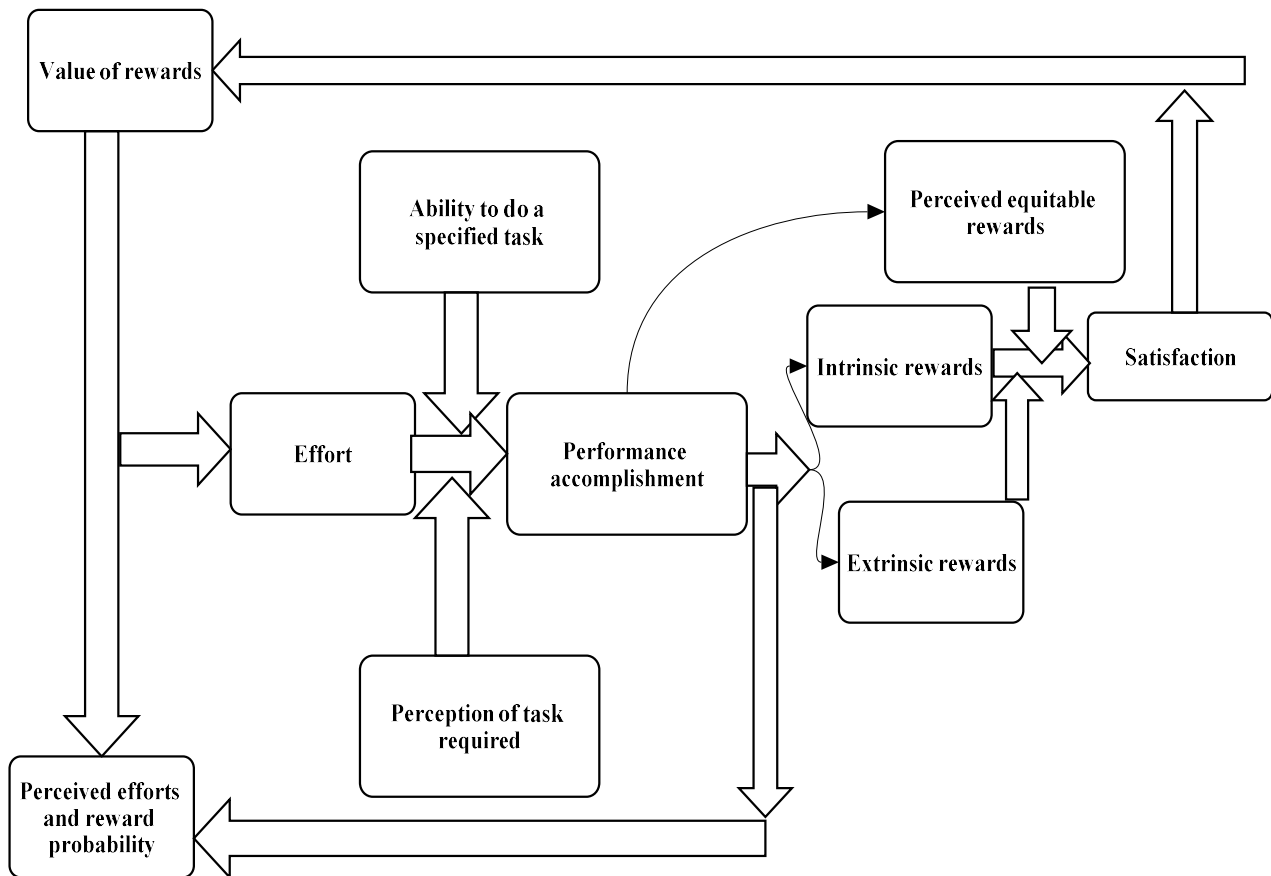 Value of rewards
Ability to do a
specified task
Perceived equitable
rewards
Intrinsic rewards
Satisfaction
Effort
Performance
accomplishment
Extrinsic rewards
Perception of task
required
Perceived efforts
and reward
probability